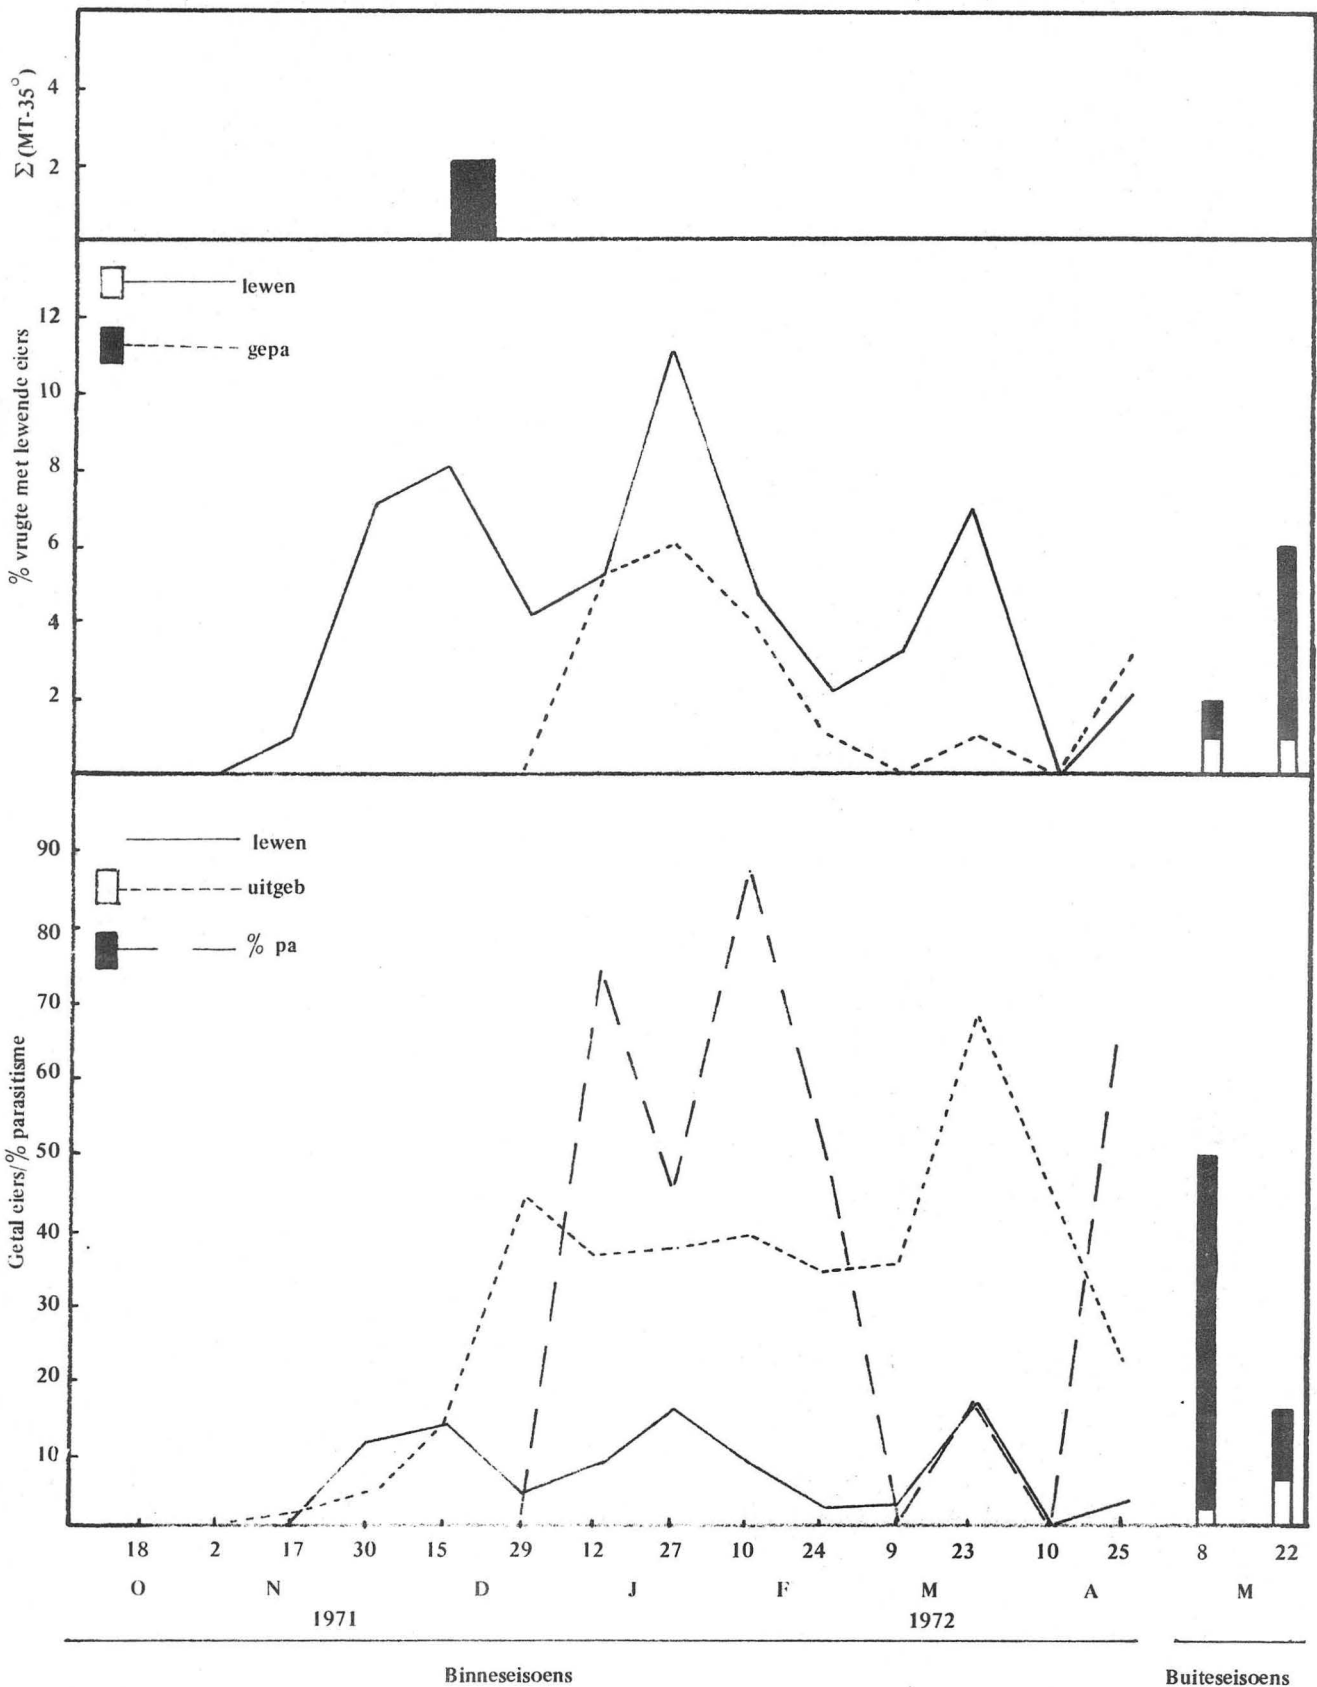 Σ (MT-35°)
4
2
lewen
gepa
% vrugte met lewende eiers
12
10
8
6
4
2
lewen
uitgeb
% pa
Getal eiers/% parasitisme
90
80
70
60
50
40
30
20
10
18 2 17 30 15 29 12 27 10 24 9 23 10 25 8 22
O N D J F M A M
1971 1972
Binneseisoens Buiteseisoens